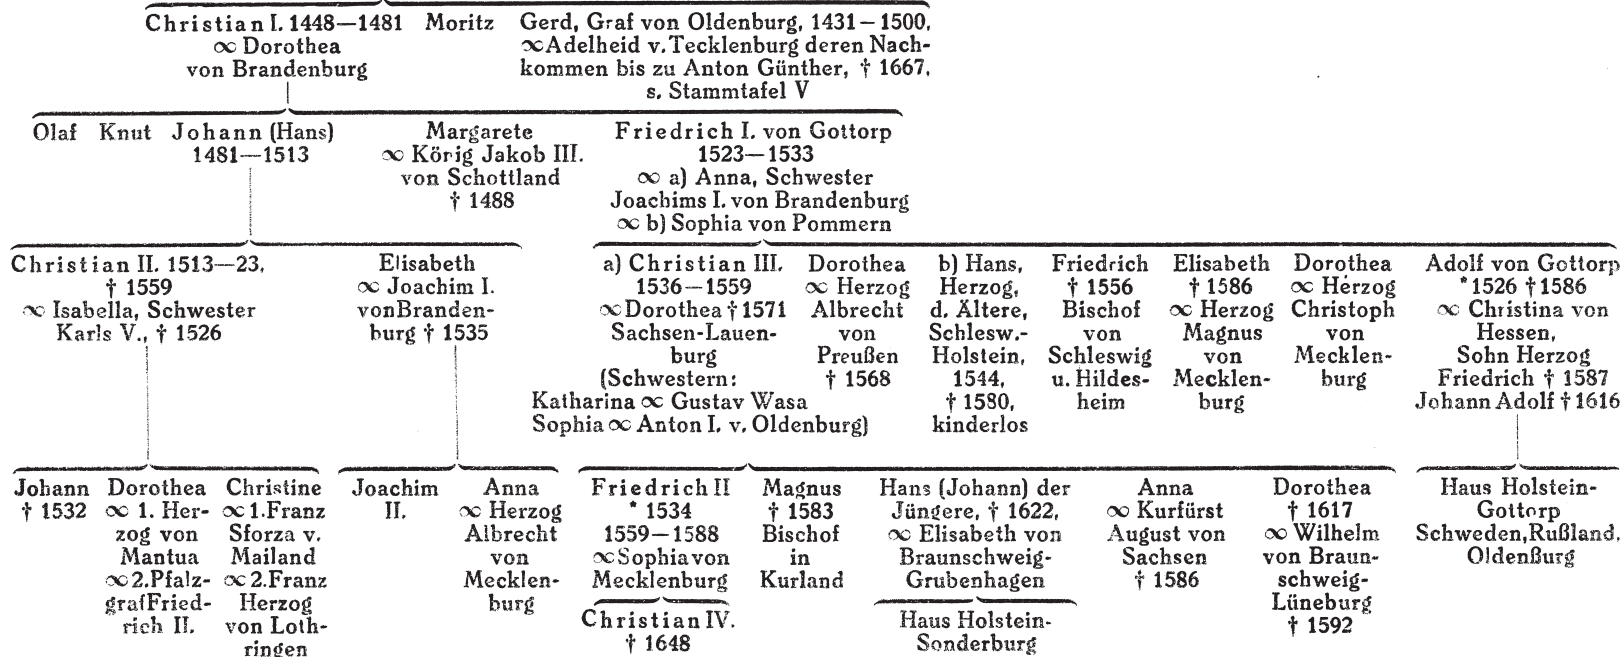 Christian I. 1448—1481
∞ Dorothea
von Brandenburg
Moritz
Gerd, Graf von Oldenburg, 1431—1500,
∞Adelheid v. Tecklenburg deren Nach-
kommen bis zu Anton Günther, † 1667,
s. Stammtafel V
Olaf
Knut
Johann (Hans)
1481—1513
Margarete
∞ König Jakob III.
von Schottland
† 1488
Friedrich I. von Gottorp
1523—1533
∞ a) Anna, Schwester
Joachims I. von Brandenburg
∞ b) Sophia von Pommern
Christian II. 1513—23,
† 1559
∞ Isabella, Schwester
Karls V., † 1526
Elisabeth
∞ Joachim I.
von Branden-
burg † 1535
a) Christian III.
1536—1559
∞ Dorothea † 1571
Sachsen-Lauen-
burg
(Schwestern:
Katharina ∞ Gustav Wasa
Sophia ∞ Anton I. v. Oldenburg)
Dorothea
∞ Herzog
Albrecht
von
Preußen
† 1568
b) Hans,
Herzog,
d. Ältere,
Schlesw.-
Holstein,
1544,
† 1580,
kinderlos
Friedrich
† 1556
Bischof
von
Schleswig
u. Hildes-
heim
Elisabeth
† 1586
∞ Herzog
Magnus
von
Mecklen-
burg
Dorothea
∞ Herzog
Christoph
von
Mecklen-
burg
Adolf von Gottorp
*1526 †1586
∞ Christina von
Hessen,
Sohn Herzog
Friedrich † 1587
Johann Adolf † 1616
Johann
† 1532
Dorothea
∞ 1. Her-
zog von
Mantua
∞ 2. Pfalz-
graf Fried-
rich II.
Christine
∞ 1. Franz
Sforza v.
Mailand
∞ 2. Franz
Herzog
von Loth-
ringen
Joachim
II.
Anna
∞ Herzog
Albrecht
von
Mecklen-
burg
Friedrich II
* 1534
1559—1588
∞ Sophia von
Mecklenburg
Christian IV.
† 1648
Magnus
† 1583
Bischof
in
Kurland
Hans (Johann) der
Jüngere, † 1622,
∞ Elisabeth von
Braunschweig-
Grubenhagen
Haus Holstein-
Sonderburg
Anna
∞ Kurfürst
August von
Sachsen
† 1586
Dorothea
† 1617
∞ Wilhelm
von Braun-
schweig-
Lüneburg
† 1592
Haus Holstein-
Gottorp
Schweden, Rußland,
Oldenßurg